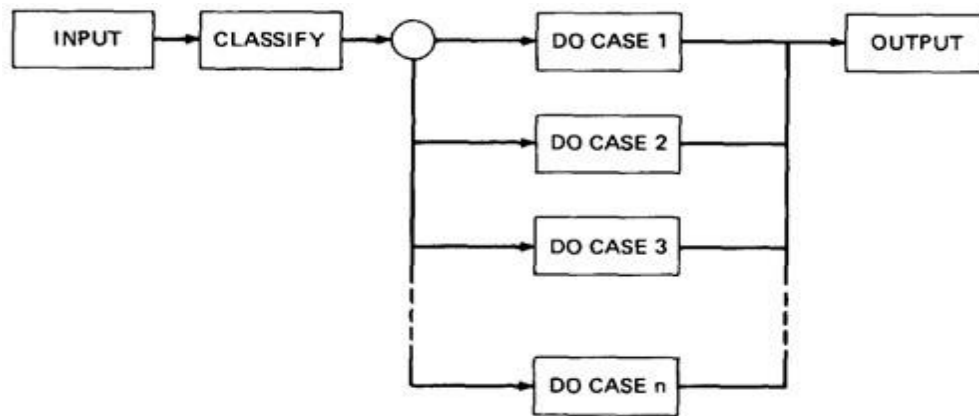 INPUT
CLASSIFY
DO CASE 1
OUTPUT
DO CASE 2
DO CASE 3
DO CASE n